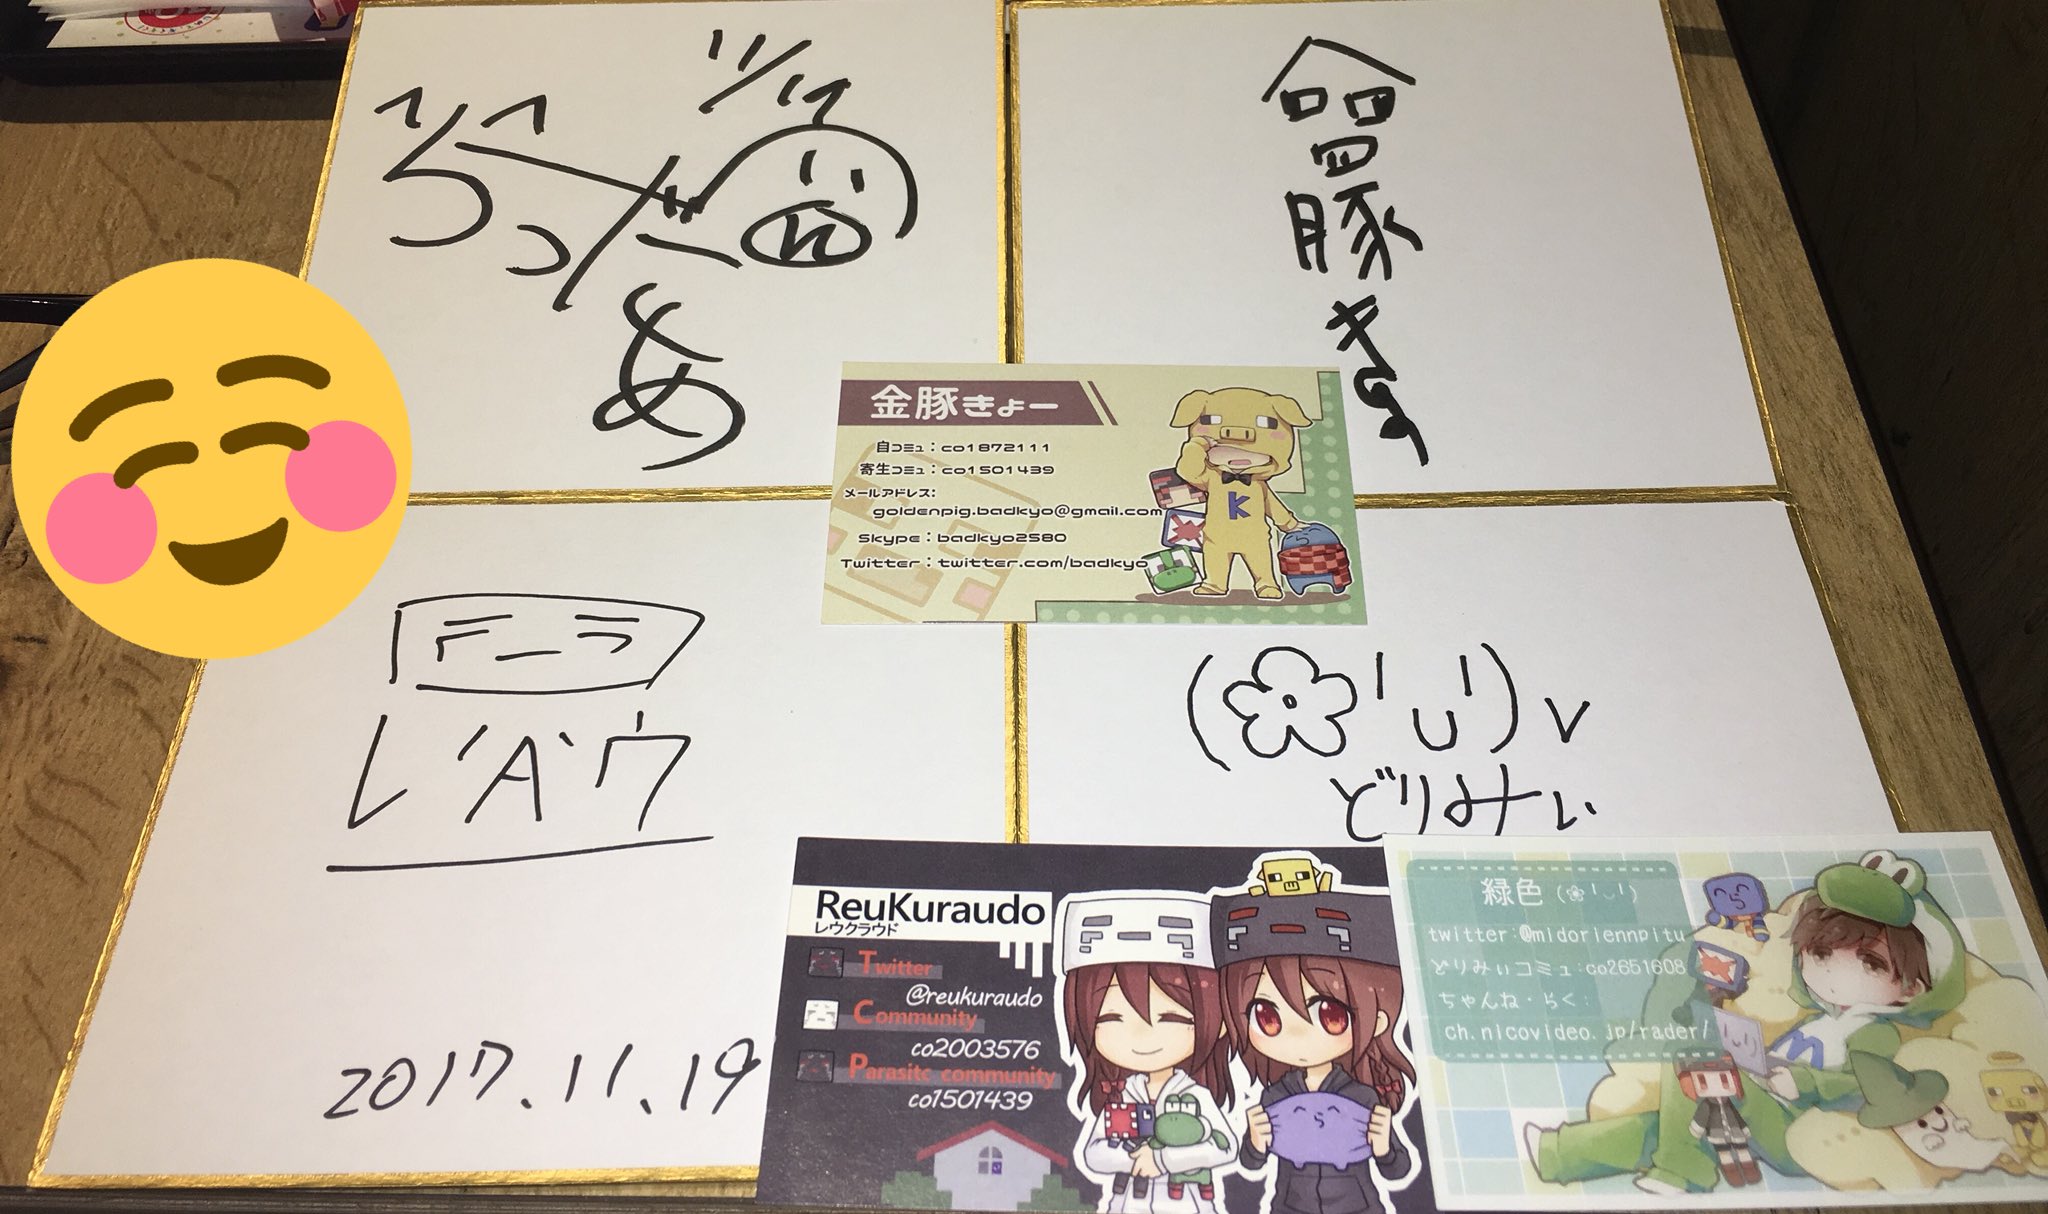 11/19
らっだぁ
金豚きょー
金豚きょー
自コミュ:co1872111
寄生コミュ:co1501439
メールアドレス:
goldenpig.badkyo@gmail.com
Skype:badkyo2580
Twitter:twitter.com/badkyo
K
レウ
2017.11.19
(❀╹ᴗ╹)v
どりみぃ
ReuKuraudo
レウクラウド
Twitter
@reukuraudo
Community
co2003576
Parasitc community
co1501439
緑色(❀╹ᴗ╹)
twitter:@midoriennpitu
どりみぃコミュ:co2651608
ちゃんね・らく:
ch.nicovideo.jp/rader/